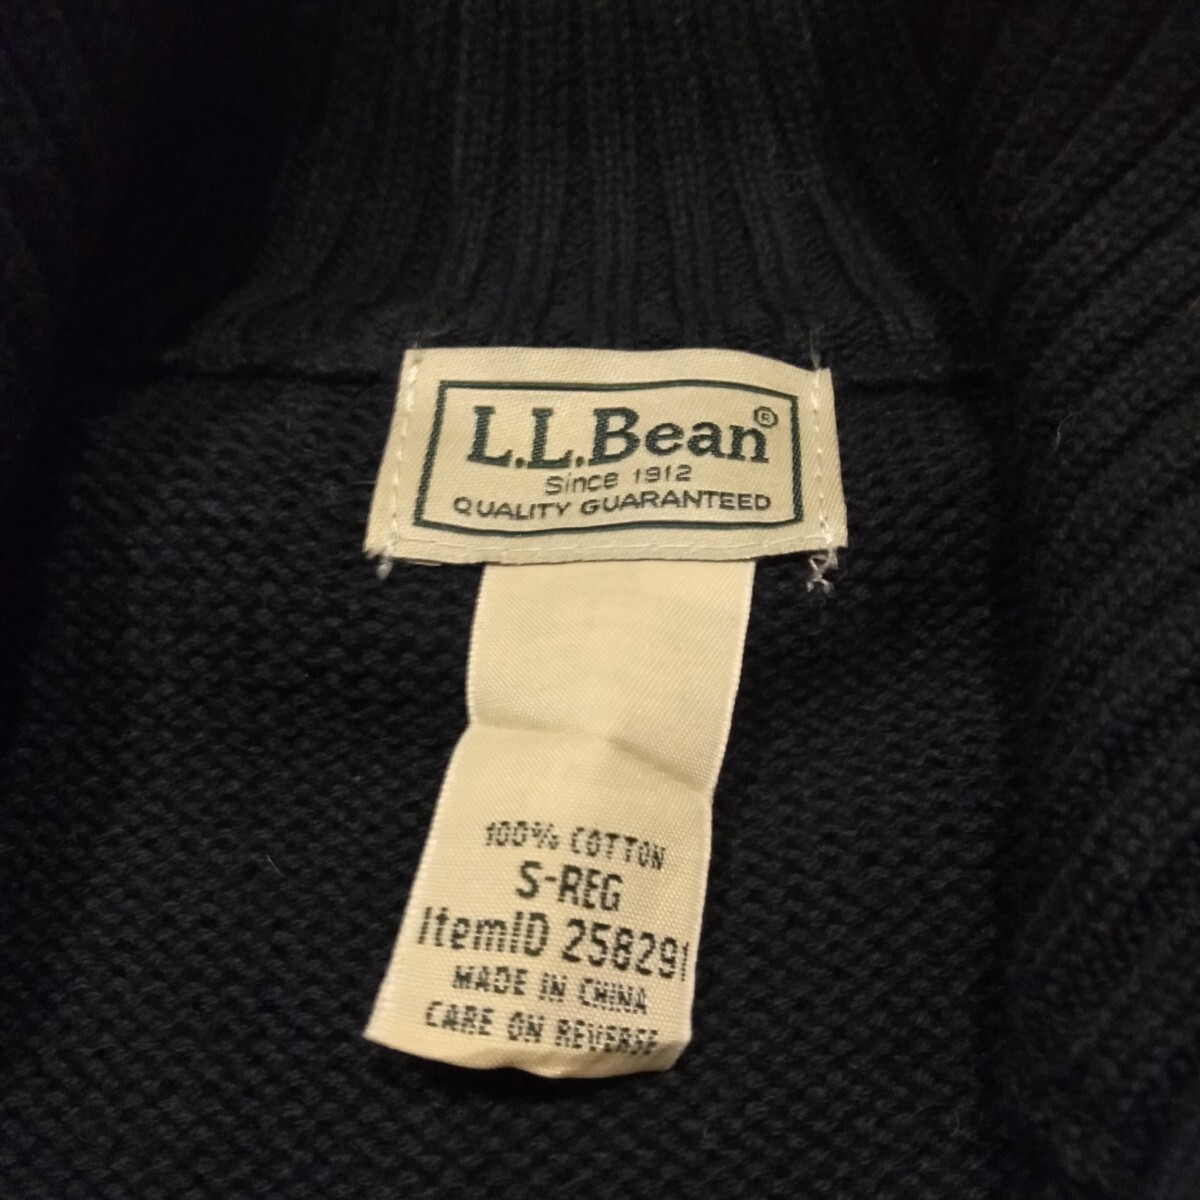 L.L.Bean®
Since 1912
QUALITY GUARANTEED
100% COTTON
S-REG
ItemID 258291
MADE IN CHINA
CARE ON REVERSE